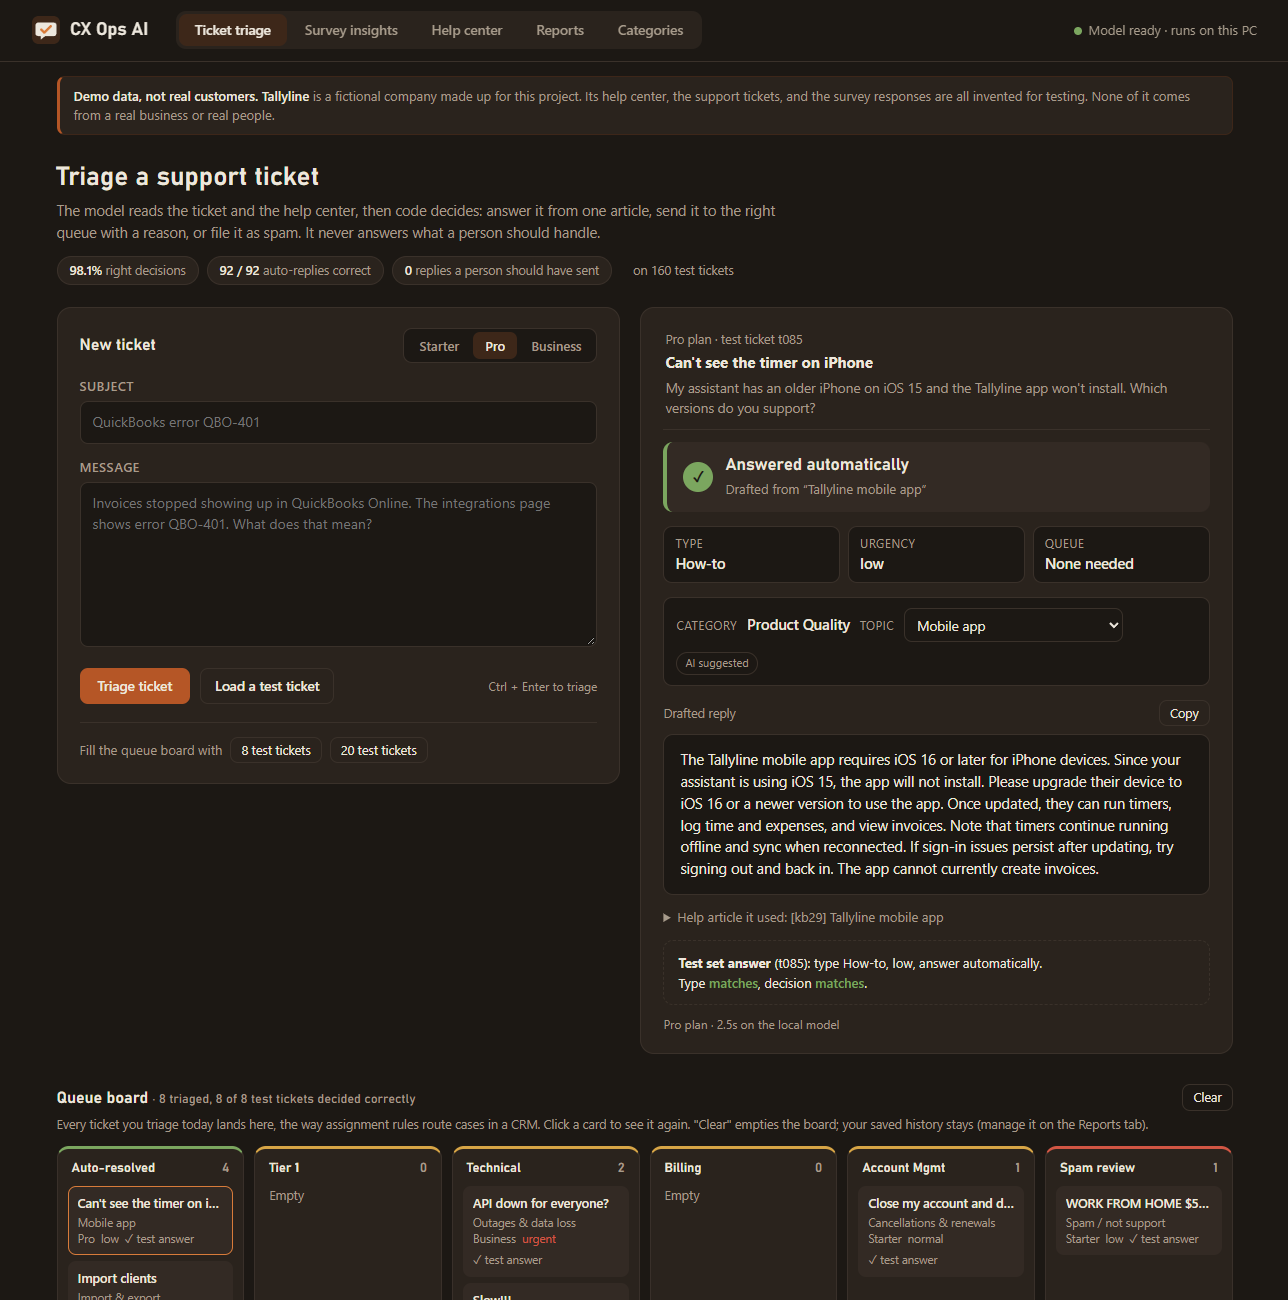 CX Ops AI
Ticket triage
Survey insights
Help center
Reports
Categories
Model ready · runs on this PC
Demo data, not real customers. Tallyline is a fictional company made up for this project. Its help center, the support tickets, and the survey responses are all invented for testing. None of it comes
from a real business or real people.
Triage a support ticket
The model reads the ticket and the help center, then code decides: answer it from one article, send it to the right
queue with a reason, or file it as spam. It never answers what a person should handle.
98.1% right decisions
92 / 92 auto-replies correct
0 replies a person should have sent
on 160 test tickets
New ticket
Starter
Pro
Business
SUBJECT
QuickBooks error QBO-401
MESSAGE
Invoices stopped showing up in QuickBooks Online. The integrations page
shows error QBO-401. What does that mean?
Triage ticket
Load a test ticket
Ctrl + Enter to triage
Fill the queue board with
8 test tickets
20 test tickets
Pro plan · test ticket t085
Can't see the timer on iPhone
My assistant has an older iPhone on iOS 15 and the Tallyline app won't install. Which
versions do you support?
✓
Answered automatically
Drafted from “Tallyline mobile app”
TYPE
How-to
URGENCY
low
QUEUE
None needed
CATEGORY Product Quality TOPIC Mobile app
AI suggested
Drafted reply
Copy
The Tallyline mobile app requires iOS 16 or later for iPhone devices. Since your
assistant is using iOS 15, the app will not install. Please upgrade their device to
iOS 16 or a newer version to use the app. Once updated, they can run timers,
log time and expenses, and view invoices. Note that timers continue running
offline and sync when reconnected. If sign-in issues persist after updating, try
signing out and back in. The app cannot currently create invoices.
▶ Help article it used: [kb29] Tallyline mobile app
Test set answer (t085): type How-to, low, answer automatically.
Type matches, decision matches.
Pro plan · 2.5s on the local model
Queue board · 8 triaged, 8 of 8 test tickets decided correctly
Clear
Every ticket you triage today lands here, the way assignment rules route cases in a CRM. Click a card to see it again. "Clear" empties the board; your saved history stays (manage it on the Reports tab).
Auto-resolved 4
Can't see the timer on i...
Mobile app
Pro low ✓ test answer
Import clients
Import & export
Tier 1 0
Empty
Technical 2
API down for everyone?
Outages & data loss
Business urgent
✓ test answer
Slow!!!
Billing 0
Empty
Account Mgmt 1
Close my account and d...
Cancellations & renewals
Starter normal
✓ test answer
Spam review 1
WORK FROM HOME $5...
Spam / not support
Starter low ✓ test answer